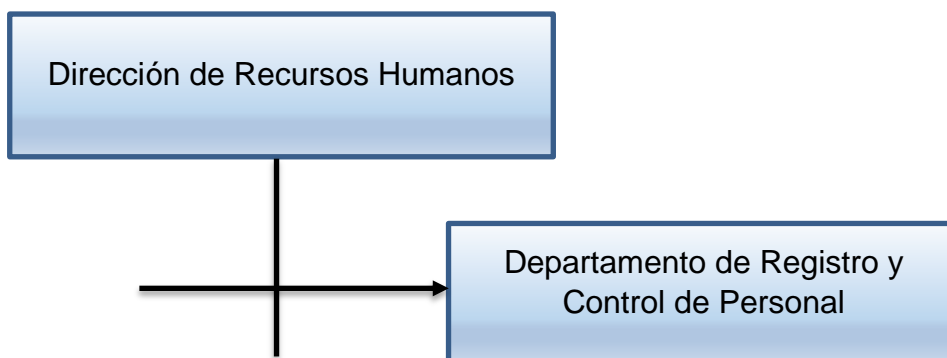 Dirección de Recursos Humanos
Departamento de Registro y
Control de Personal